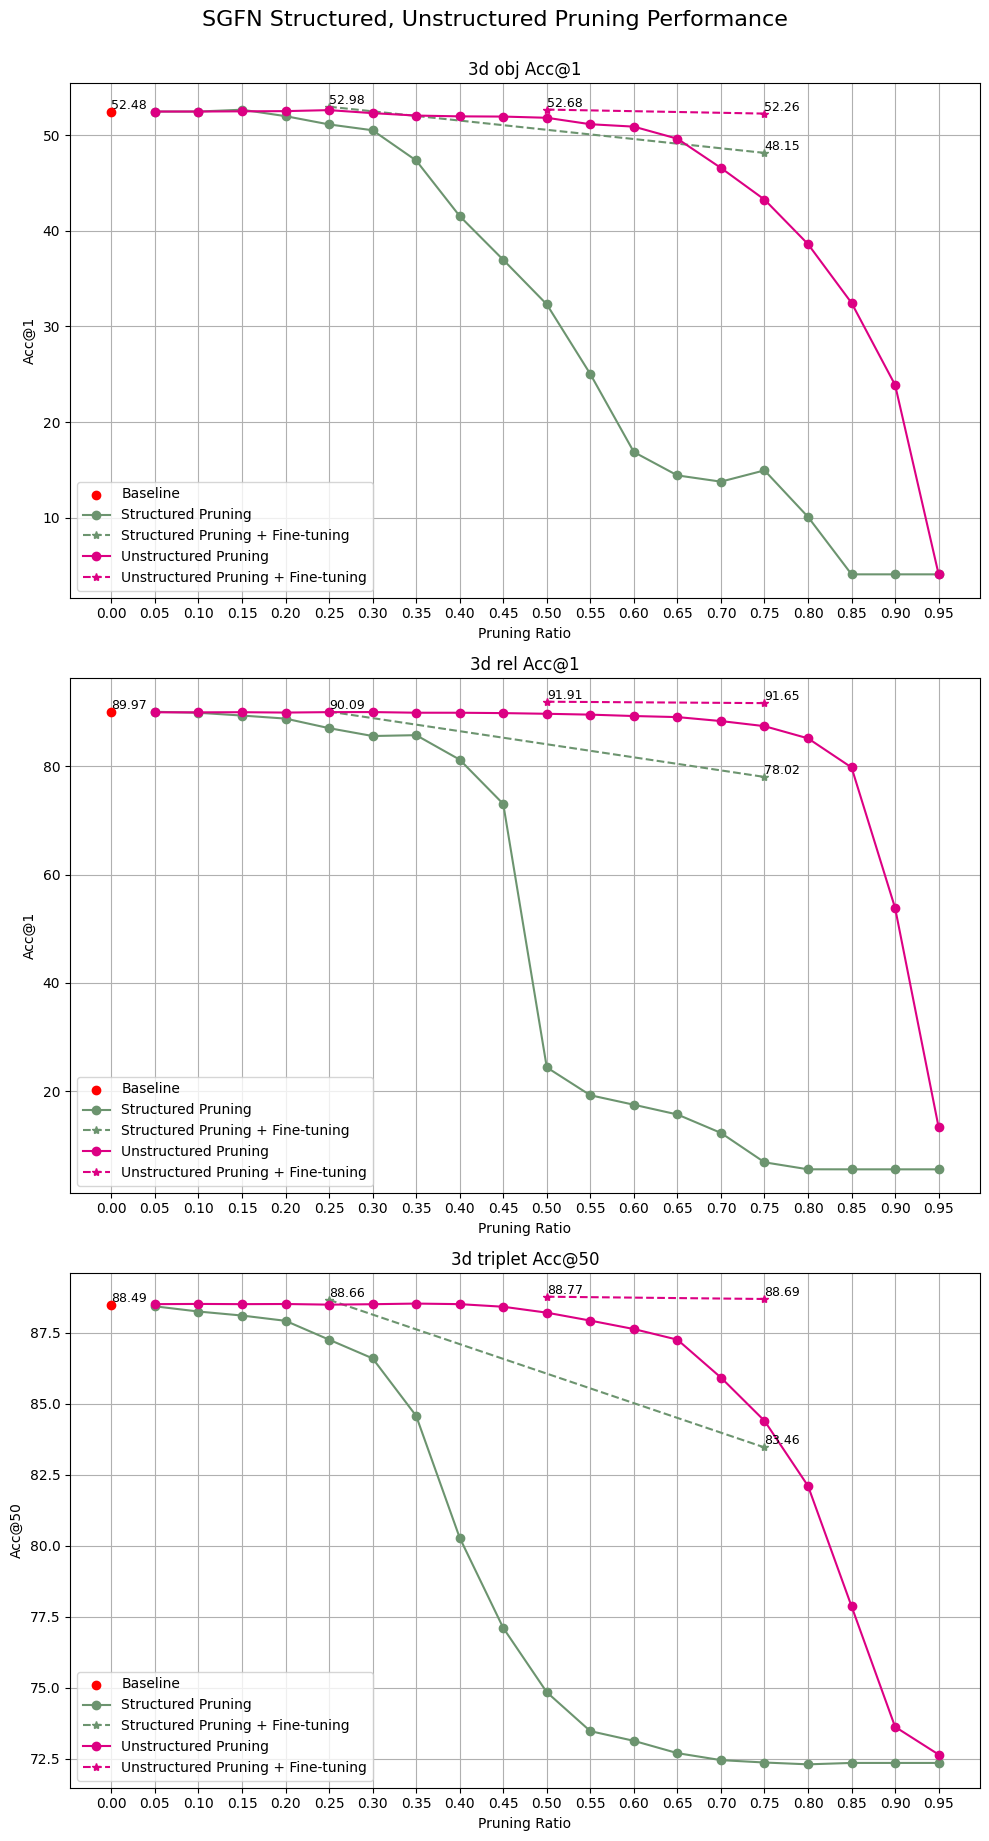 SGFN Structured, Unstructured Pruning Performance
3d obj Acc@1
52.48
52.98
52.68
52.26
48.15
50
40
30
20
10
Acc@1
Baseline
Structured Pruning
Structured Pruning + Fine-tuning
Unstructured Pruning
Unstructured Pruning + Fine-tuning
0.00 0.05 0.10 0.15 0.20 0.25 0.30 0.35 0.40 0.45 0.50 0.55 0.60 0.65 0.70 0.75 0.80 0.85 0.90 0.95
Pruning Ratio
3d rel Acc@1
89.97
90.09
91.91
91.65
78.02
80
60
40
20
Acc@1
Baseline
Structured Pruning
Structured Pruning + Fine-tuning
Unstructured Pruning
Unstructured Pruning + Fine-tuning
0.00 0.05 0.10 0.15 0.20 0.25 0.30 0.35 0.40 0.45 0.50 0.55 0.60 0.65 0.70 0.75 0.80 0.85 0.90 0.95
Pruning Ratio
3d triplet Acc@50
88.49
88.66
88.77
88.69
83.46
87.5
85.0
82.5
80.0
77.5
75.0
72.5
Acc@50
Baseline
Structured Pruning
Structured Pruning + Fine-tuning
Unstructured Pruning
Unstructured Pruning + Fine-tuning
0.00 0.05 0.10 0.15 0.20 0.25 0.30 0.35 0.40 0.45 0.50 0.55 0.60 0.65 0.70 0.75 0.80 0.85 0.90 0.95
Pruning Ratio